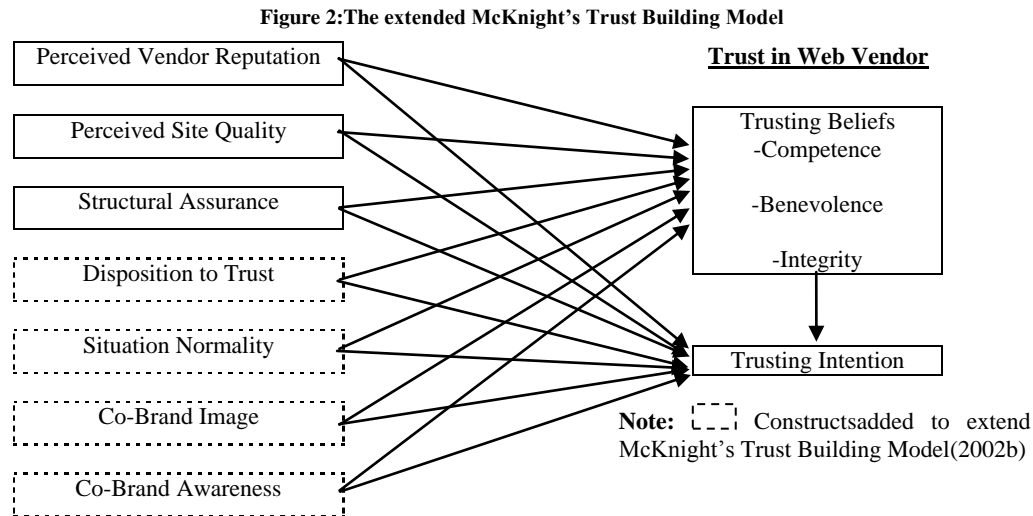 Figure 2:The extended McKnight's Trust Building Model
Perceived Vendor Reputation
Perceived Site Quality
Structural Assurance
Disposition to Trust
Situation Normality
Co-Brand Image
Co-Brand Awareness
Trust in Web Vendor
Trusting Beliefs
-Competence
-Benevolence
-Integrity
Trusting Intention
Note: Constructsadded to extend
McKnight's Trust Building Model(2002b)